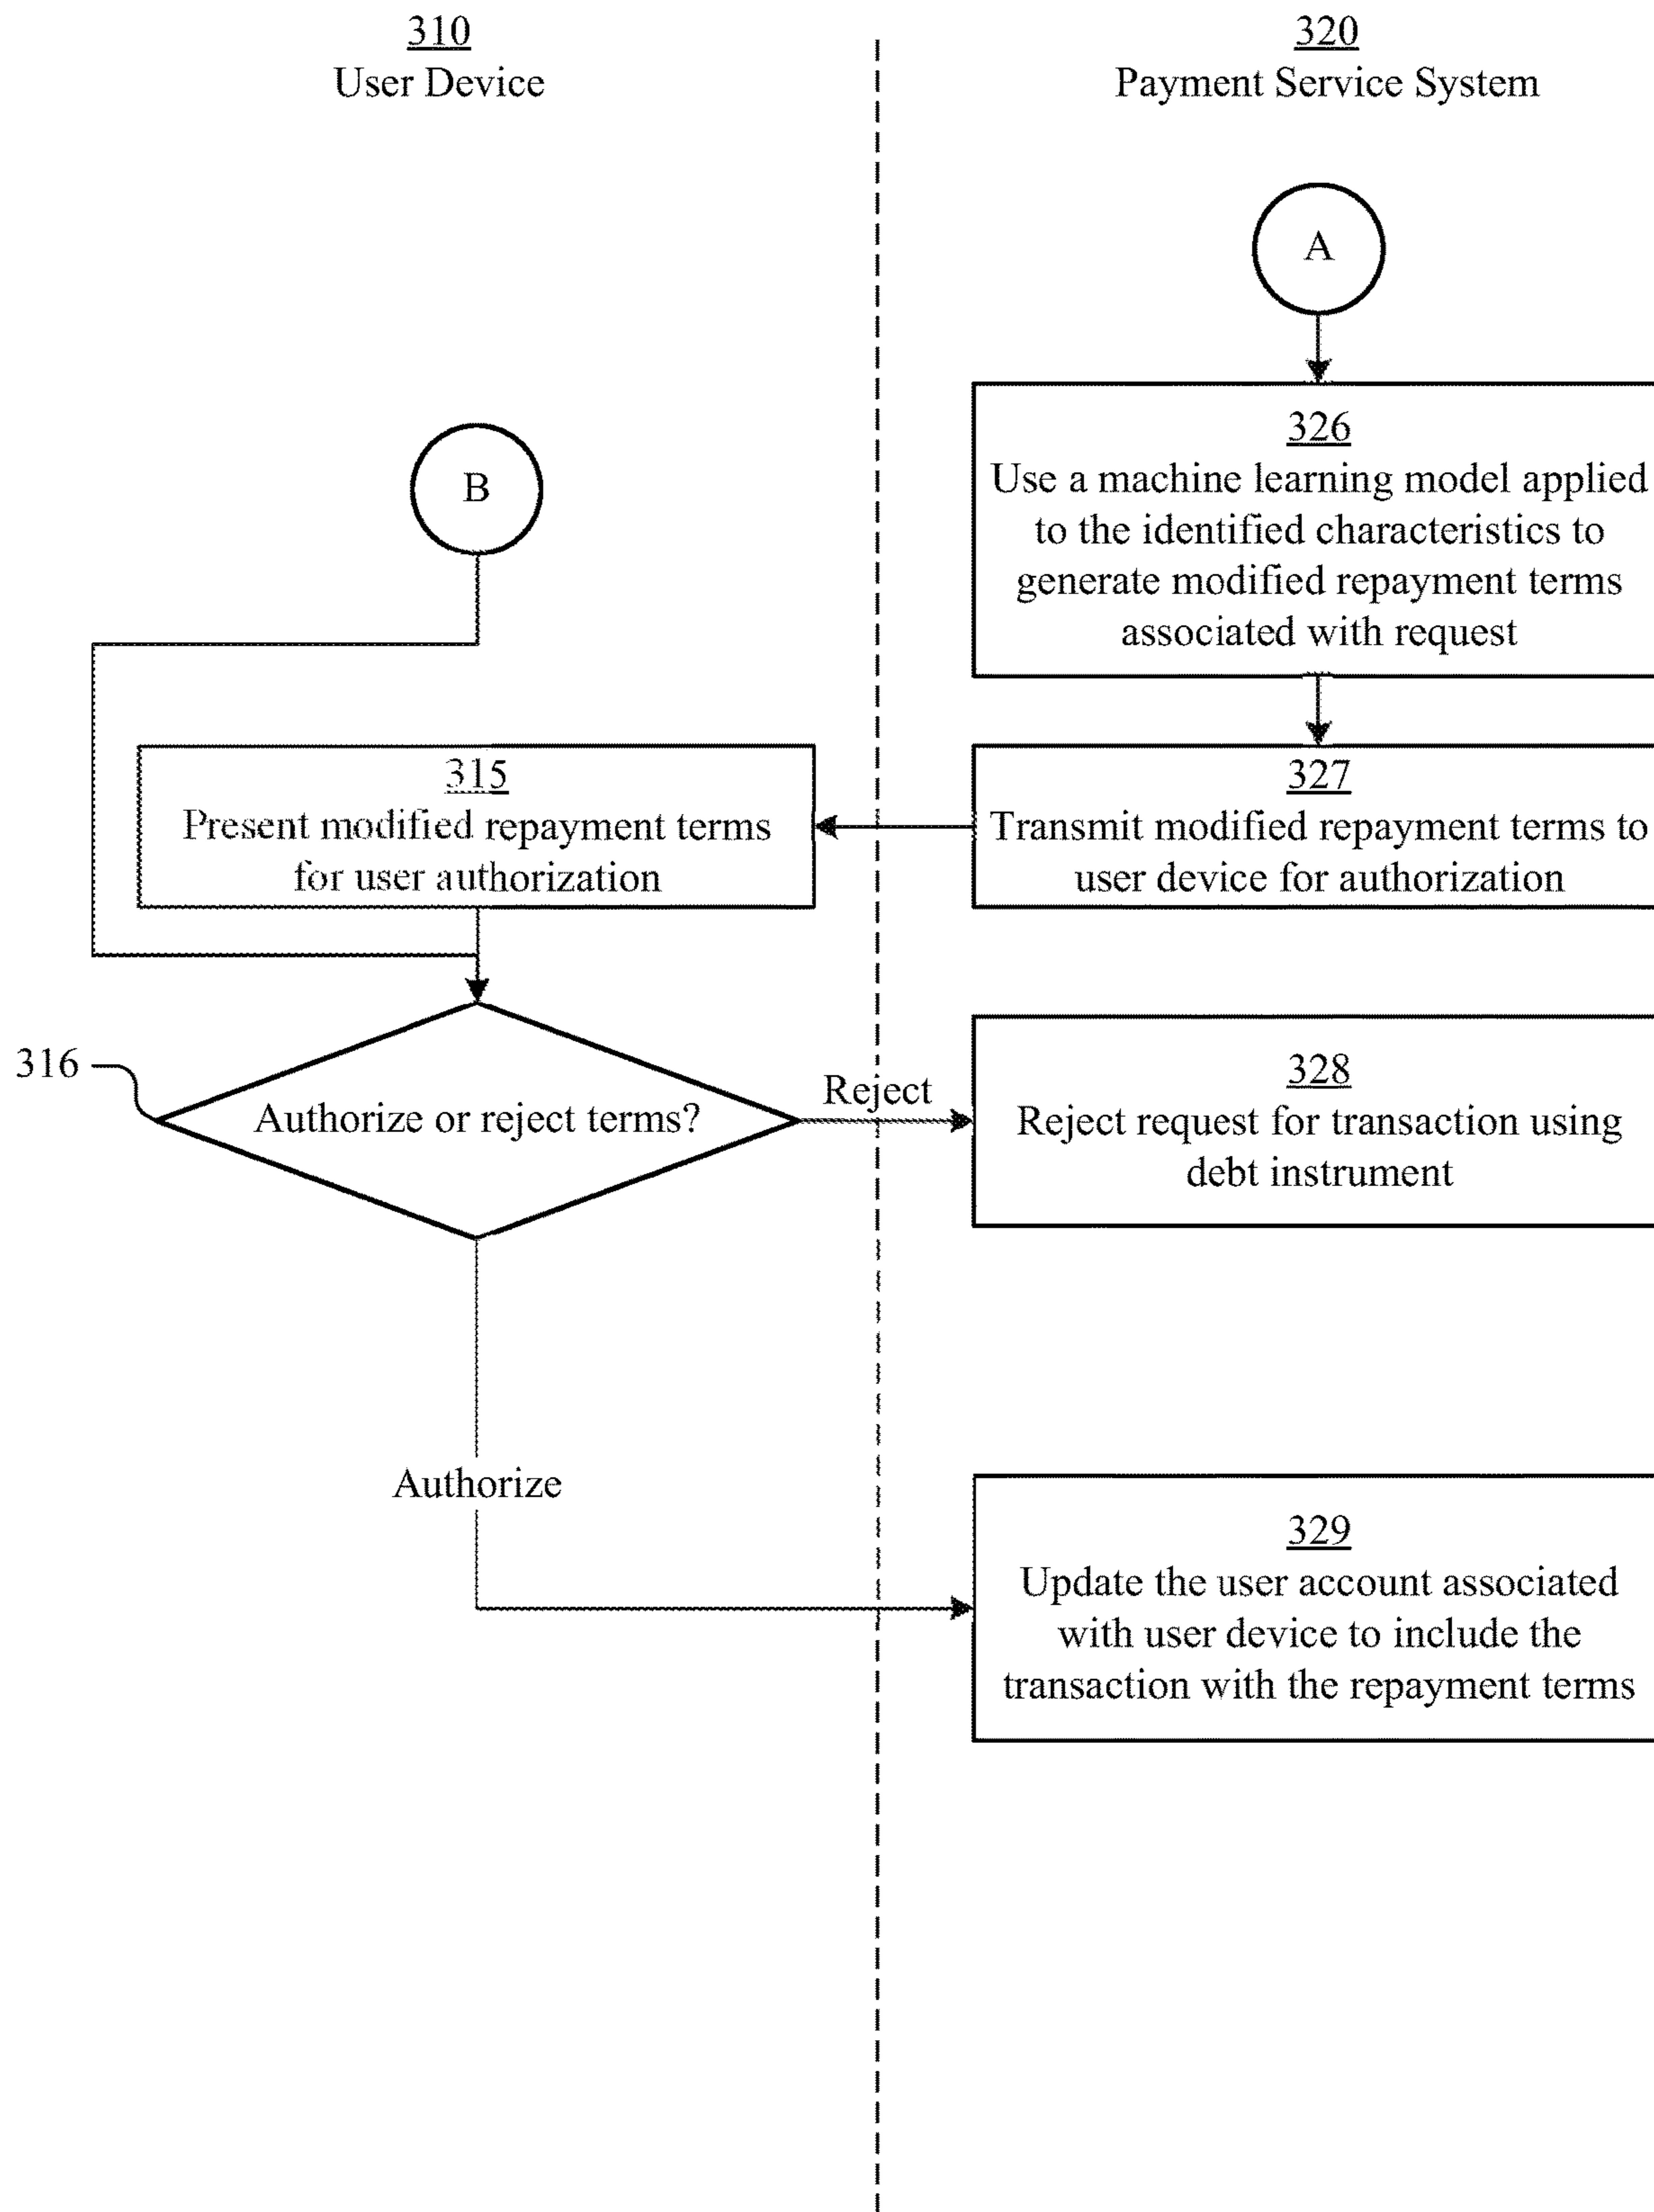 310
User Device
320
Payment Service System
A
326
Use a machine learning model applied
to the identified characteristics to
generate modified repayment terms
associated with request
B
315
Present modified repayment terms
for user authorization
327
Transmit modified repayment terms to
user device for authorization
316
Authorize or reject terms?
Reject
328
Reject request for transaction using
debt instrument
Authorize
329
Update the user account associated
with user device to include the
transaction with the repayment terms